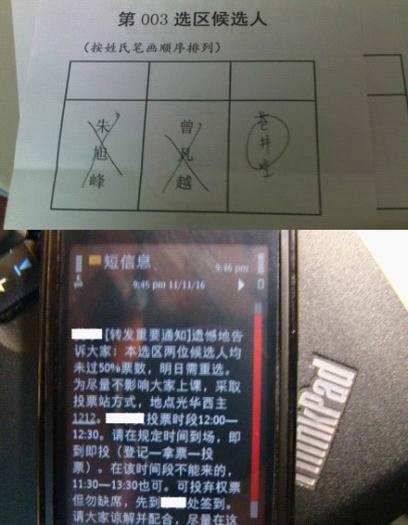 第 003 选区候选人
（按姓氏笔画顺序排列）
朱旭峰
曾凡越
苍井空
短信息
9:46 pm
9:45 pm 11/11/16
[转发重要通知]遗憾地告
诉大家：本选区两位候选人均
未过50%票数，明日需重选。
为尽量不影响大家上课，采取
投票站方式，地点光华西主
1212。
投票时段12:00—
12:30。请在规定时间到场，即
到即投（登记—拿票—投
票）。在该时间段不能来的，
11:30—13:30也可。可投弃权票
但勿缺席，先到
处签到。
请大家谅解并配合，尽量在这
ThinkPad